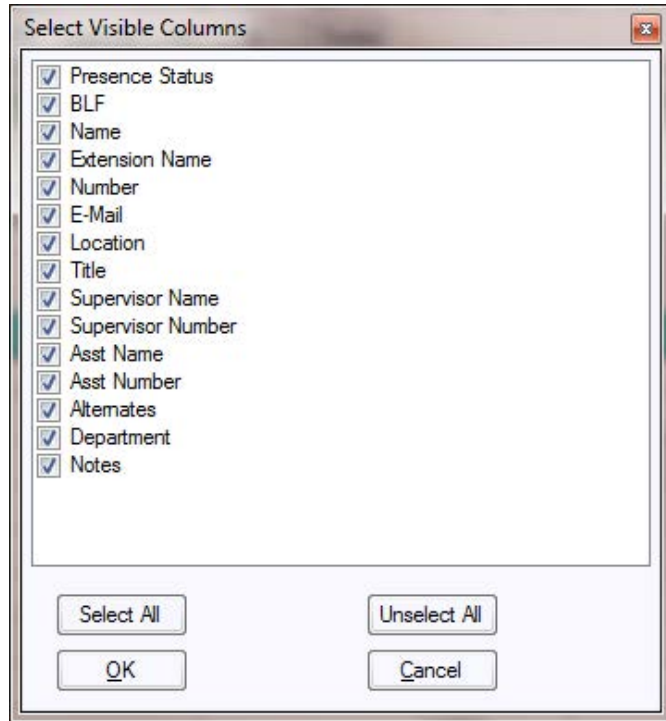 Select Visible Columns
Presence Status
BLF
Name
Extension Name
Number
E-Mail
Location
Title
Supervisor Name
Supervisor Number
Asst Name
Asst Number
Alternates
Department
Notes
Select All
Unselect All
OK
Cancel